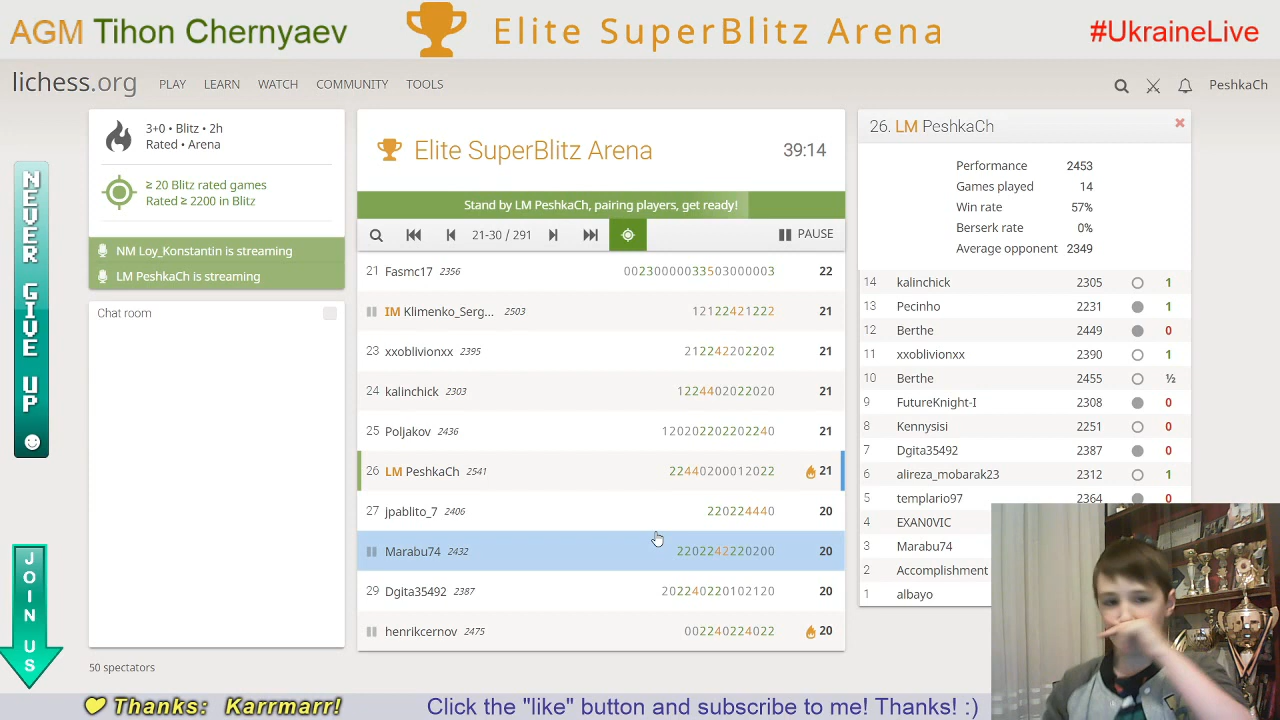 AGM Tihon Chernyaev
Elite SuperBlitz Arena
#UkraineLive
lichess.org PLAY LEARN WATCH COMMUNITY TOOLS PeshkaCh
NEVER GIVE UP
JOIN US
3+0 • Blitz • 2h
Rated • Arena
≥ 20 Blitz rated games
Rated ≥ 2200 in Blitz
NM Loy_Konstantin is streaming
LM PeshkaCh is streaming
Chat room
50 spectators
Elite SuperBlitz Arena 39:14
Stand by LM PeshkaCh, pairing players, get ready!
21-30 / 291 PAUSE
21 Fasmc17 2356 00230000033503000003 22
IM Klimenko_Serg... 2503 12122421222 21
23 xxoblivionxx 2395 212242202202 21
24 kalinchick 2303 1224402022020 21
25 Poljakov 2436 120202202202240 21
26 LM PeshkaCh 2541 22440200012022 21
27 jpablito_7 2406 220224440 20
Marabu74 2432 2202242220200 20
29 Dgita35492 2387 202240220102120 20
henrikcernov 2475 002240224022 20
26. LM PeshkaCh
Performance 2453
Games played 14
Win rate 57%
Berserk rate 0%
Average opponent 2349
14 kalinchick 2305 1
13 Pecinho 2231 1
12 Berthe 2449 0
11 xxoblivionxx 2390 1
10 Berthe 2455 ½
9 FutureKnight-I 2308 0
8 Kennysisi 2251 0
7 Dgita35492 2387 0
6 alireza_mobarak23 2312 1
5 templario97 2364 0
4 EXAN0VIC
3 Marabu74
2 Accomplishment
1 albayo
Thanks: Karrmarr!
Click the "like" button and subscribe to me! Thanks! :)